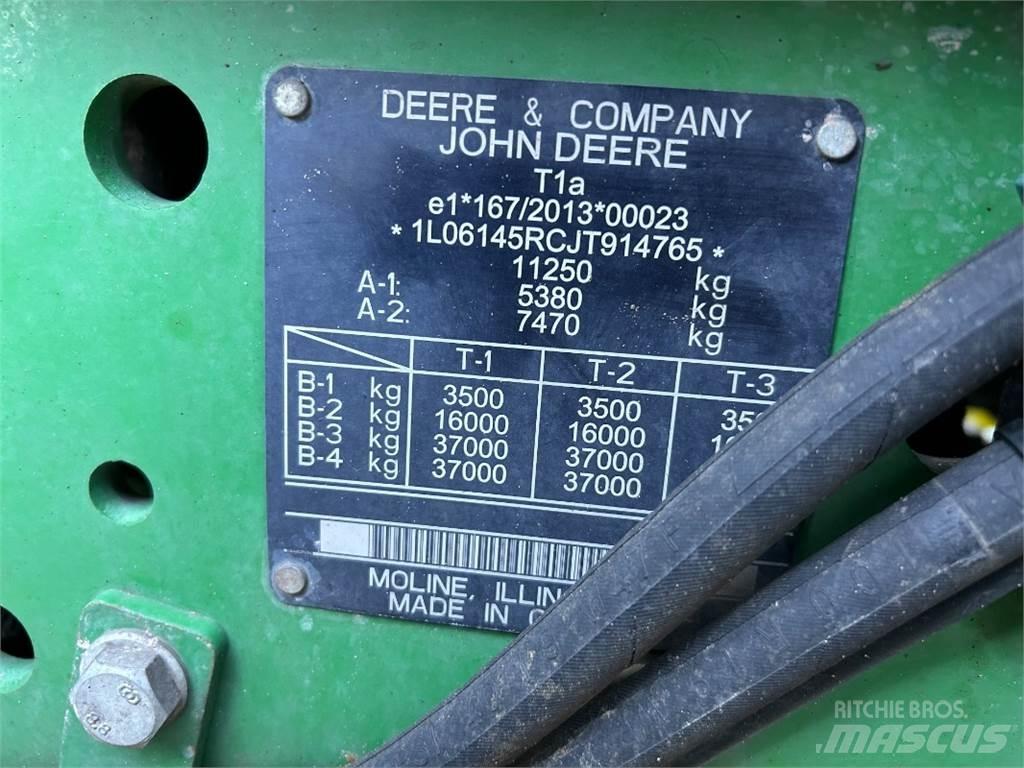 DEERE & COMPANY
JOHN DEERE
T1a
e1*167/2013*00023
* 1L06145RCJT914765 *
11250 kg
A-1: 5380 kg
A-2: 7470 kg
T-1 T-2 T-3
B-1 kg 3500 3500
B-2 kg 16000 16000
B-3 kg 37000 37000
B-4 kg 37000 37000
MOLINE,
MADE IN
8.8
RITCHIE BROS.
MASCUS